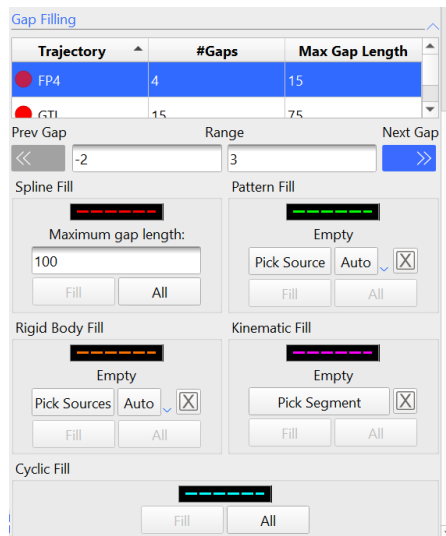 Gap Filling
Trajectory #Gaps Max Gap Length
FP4 4 15
GTL 15 75
Prev Gap Range Next Gap
<< -2 3 >>
Spline Fill Pattern Fill
Maximum gap length: Empty
100 Pick Source Auto X
Fill All Fill All
Rigid Body Fill Kinematic Fill
Empty Empty
Pick Sources Auto X Pick Segment X
Fill All Fill All
Cyclic Fill
Fill All